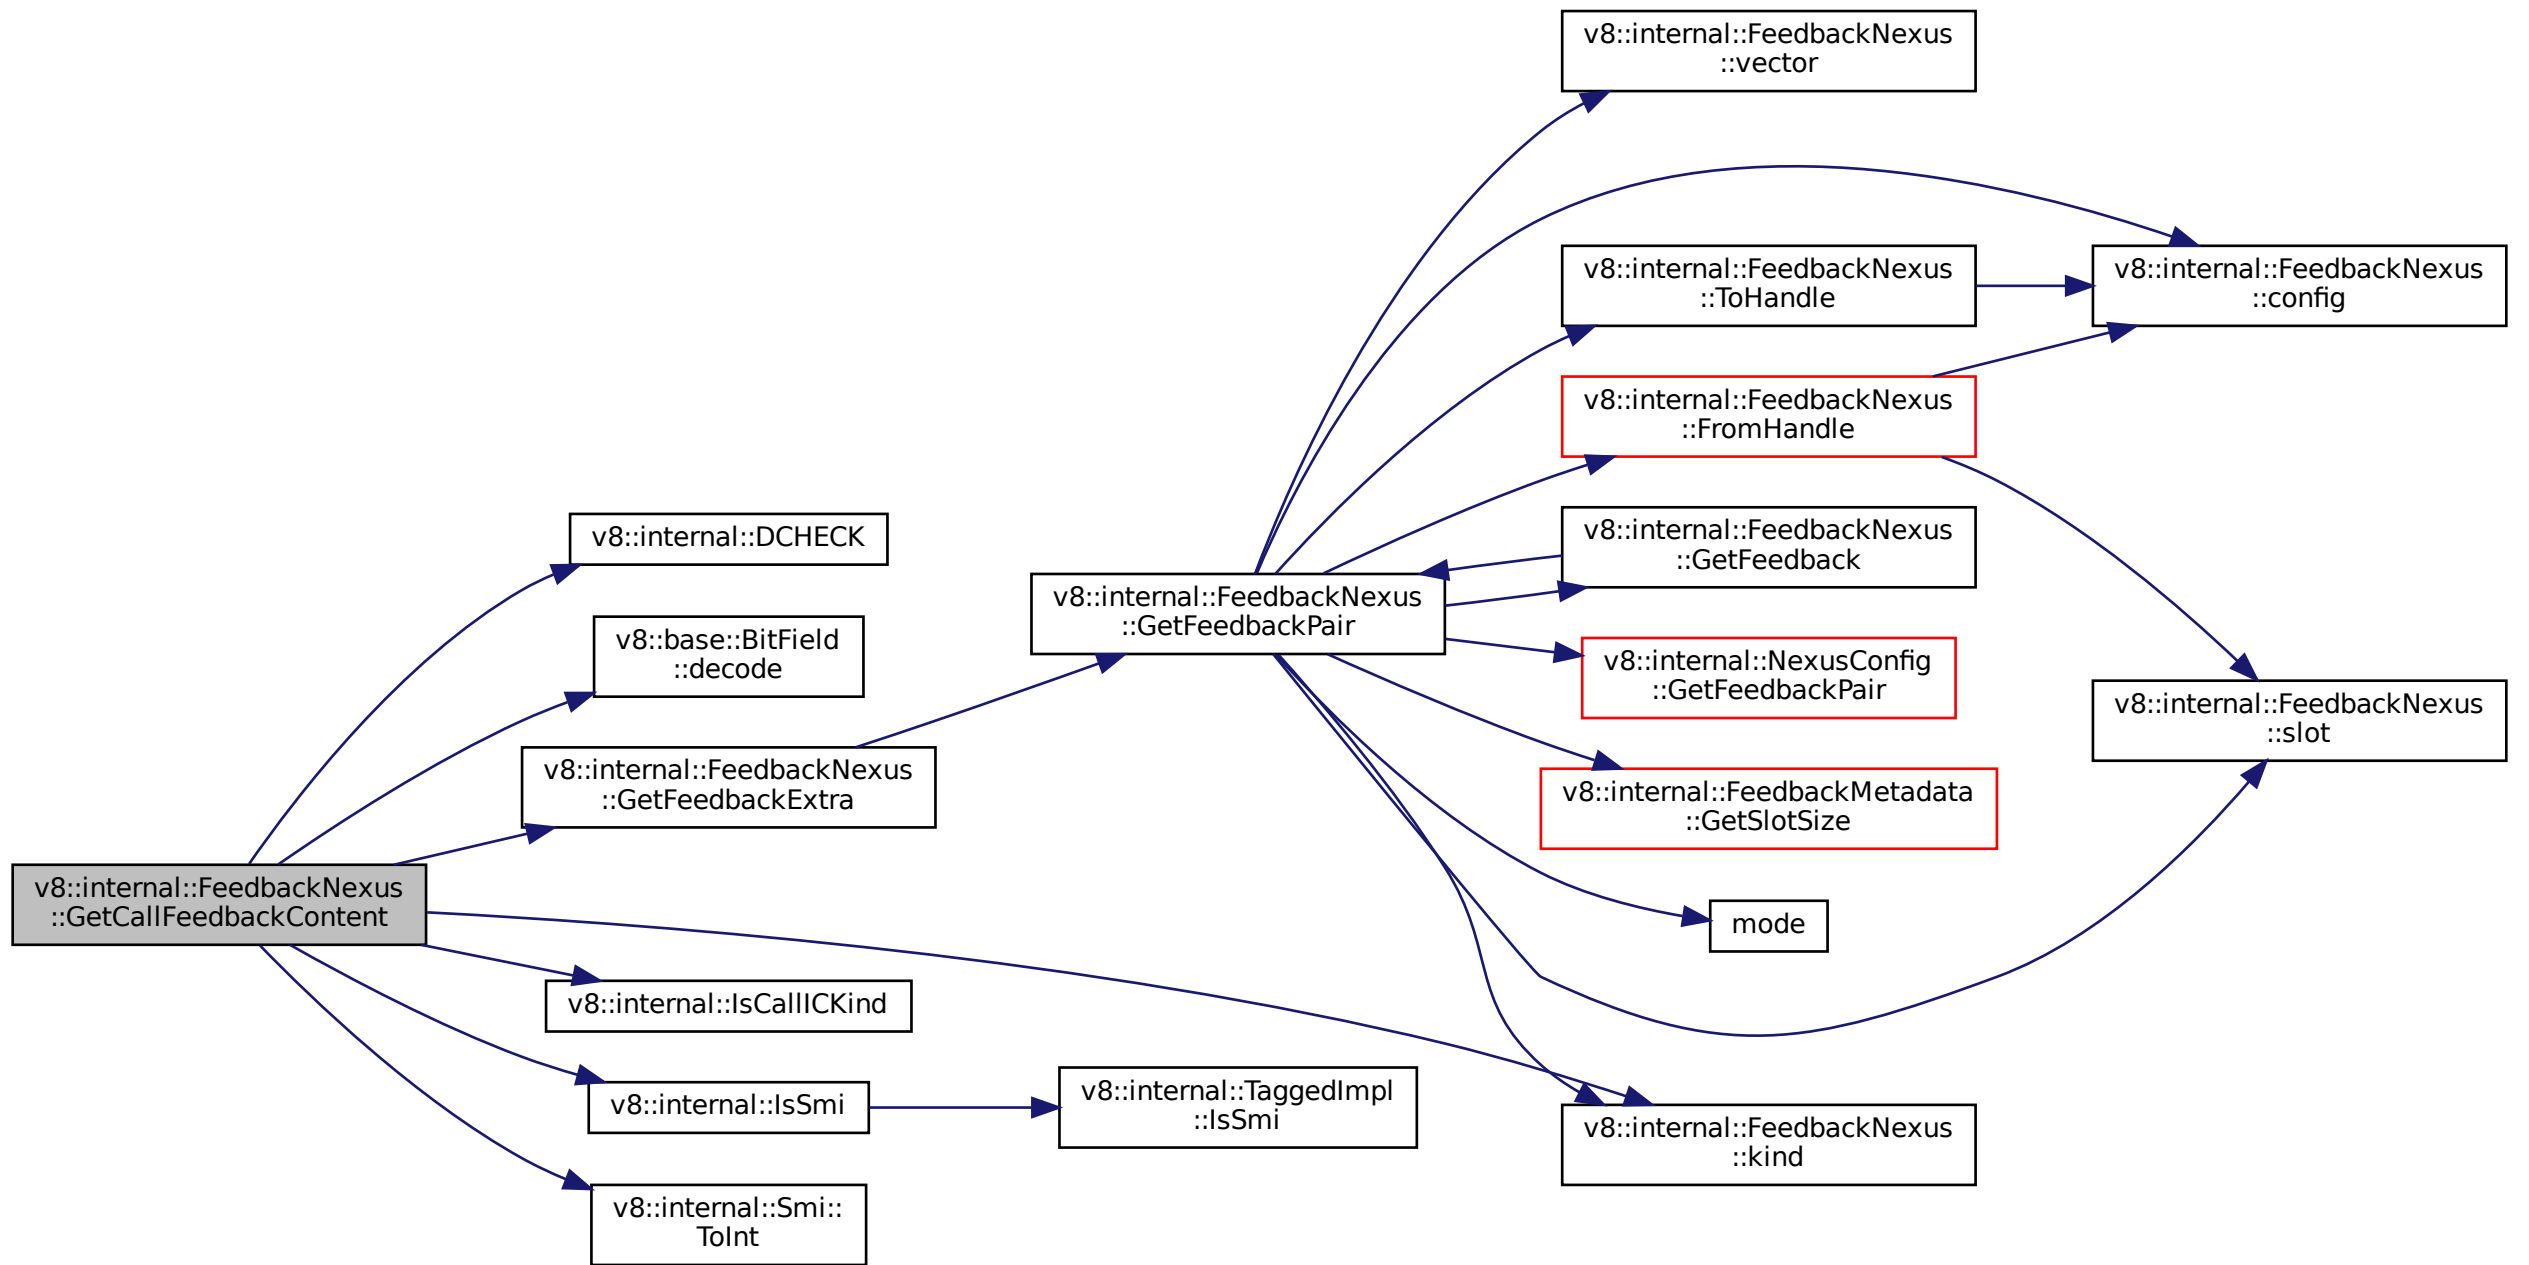 v8::internal::FeedbackNexus
::GetCallFeedbackContent
v8::internal::DCHECK
v8::base::BitField
::decode
v8::internal::FeedbackNexus
::GetFeedbackExtra
v8::internal::IsCallICKind
v8::internal::IsSmi
v8::internal::Smi::
ToInt
v8::internal::FeedbackNexus
::GetFeedbackPair
v8::internal::TaggedImpl
::IsSmi
v8::internal::FeedbackNexus
::vector
v8::internal::FeedbackNexus
::ToHandle
v8::internal::FeedbackNexus
::FromHandle
v8::internal::FeedbackNexus
::GetFeedback
v8::internal::NexusConfig
::GetFeedbackPair
v8::internal::FeedbackMetadata
::GetSlotSize
mode
v8::internal::FeedbackNexus
::kind
v8::internal::FeedbackNexus
::config
v8::internal::FeedbackNexus
::slot